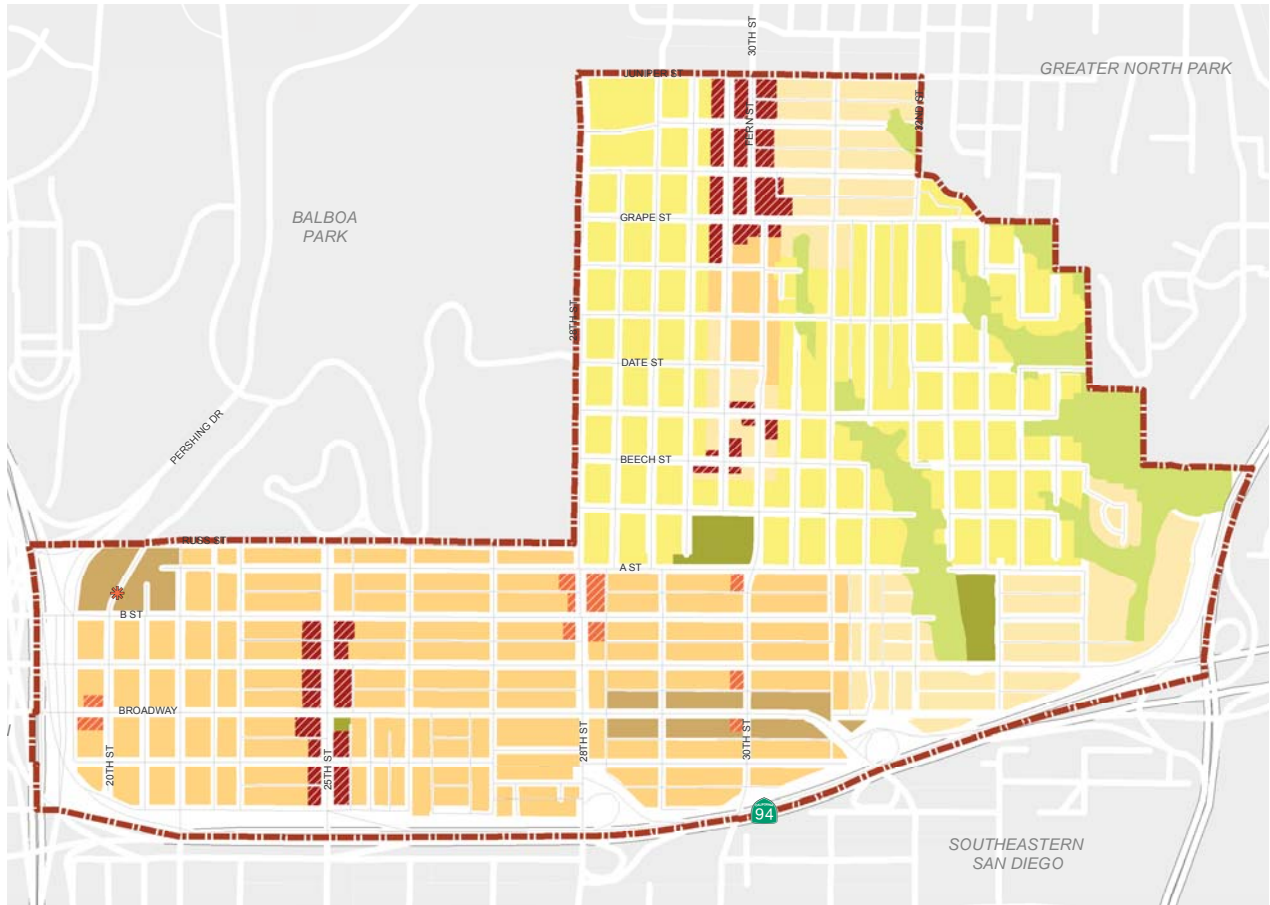 30TH ST
JUNIPER ST
GREATER NORTH PARK
FERN ST
32ND ST
BALBOA
PARK
GRAPE ST
28TH ST
DATE ST
PERSHING DR
BEECH ST
RUSS ST
A ST
B ST
BROADWAY
20TH ST
25TH ST
28TH ST
30TH ST
CALIFORNIA
94
SOUTHEASTERN
SAN DIEGO